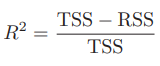 R² = (TSS − RSS) / TSS